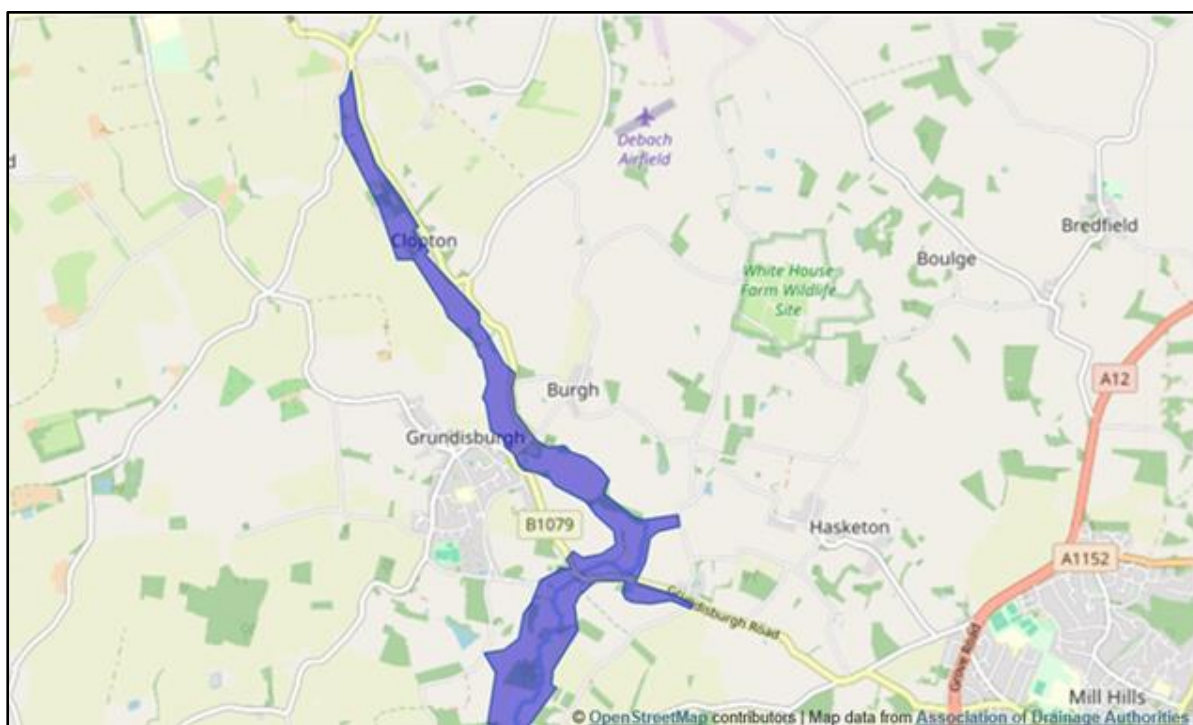 Debach
Airfield
Bredfield
Clopton
Boulge
White House
Farm Wildlife
Site
A12
Burgh
Grundisburgh
B1079
Hasketon
A1152
Grundisburgh Road
Grove Road
Mill Hills
© OpenStreetMap contributors | Map data from Association of Drainage Authorities